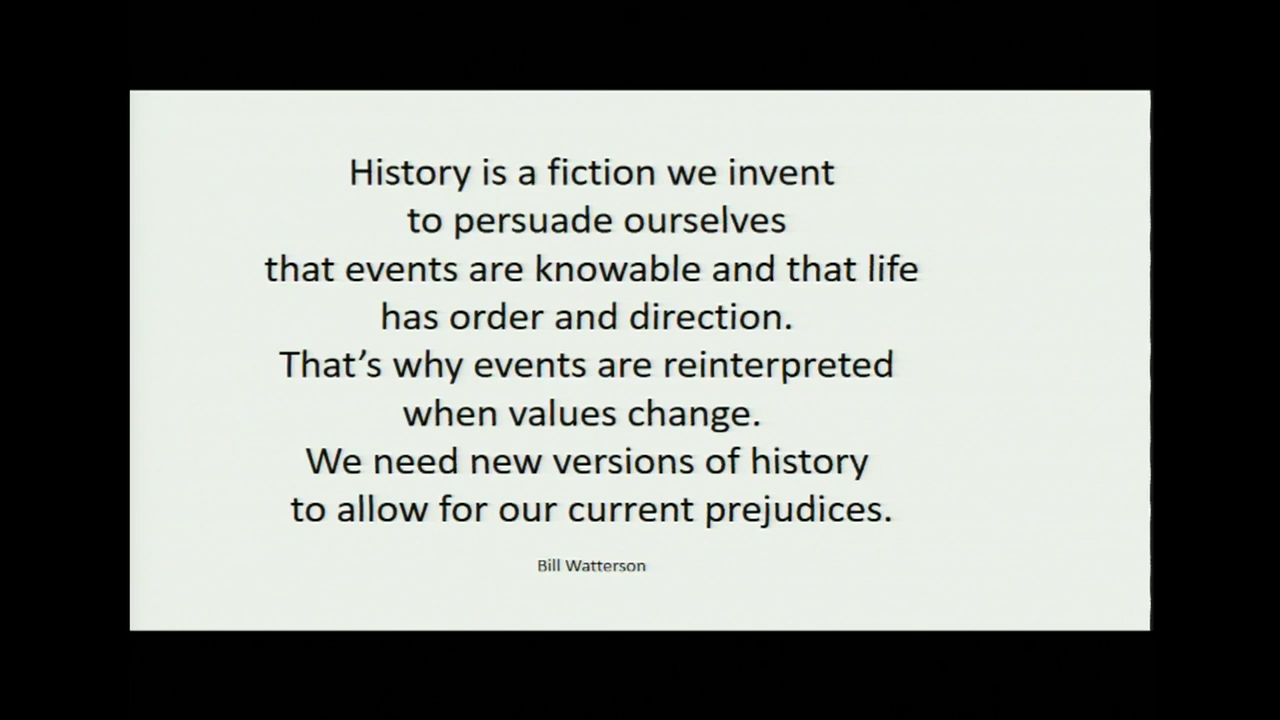 History is a fiction we invent
to persuade ourselves
that events are knowable and that life
has order and direction.
That’s why events are reinterpreted
when values change.
We need new versions of history
to allow for our current prejudices.
Bill Watterson